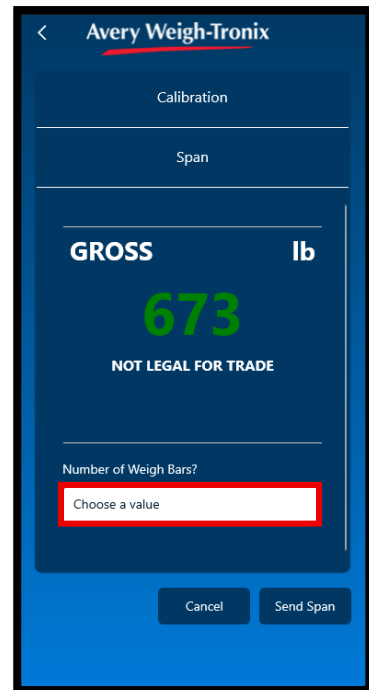 Avery Weigh-Tronix
Calibration
Span
GROSS lb
673
NOT LEGAL FOR TRADE
Number of Weigh Bars?
Choose a value
Cancel Send Span